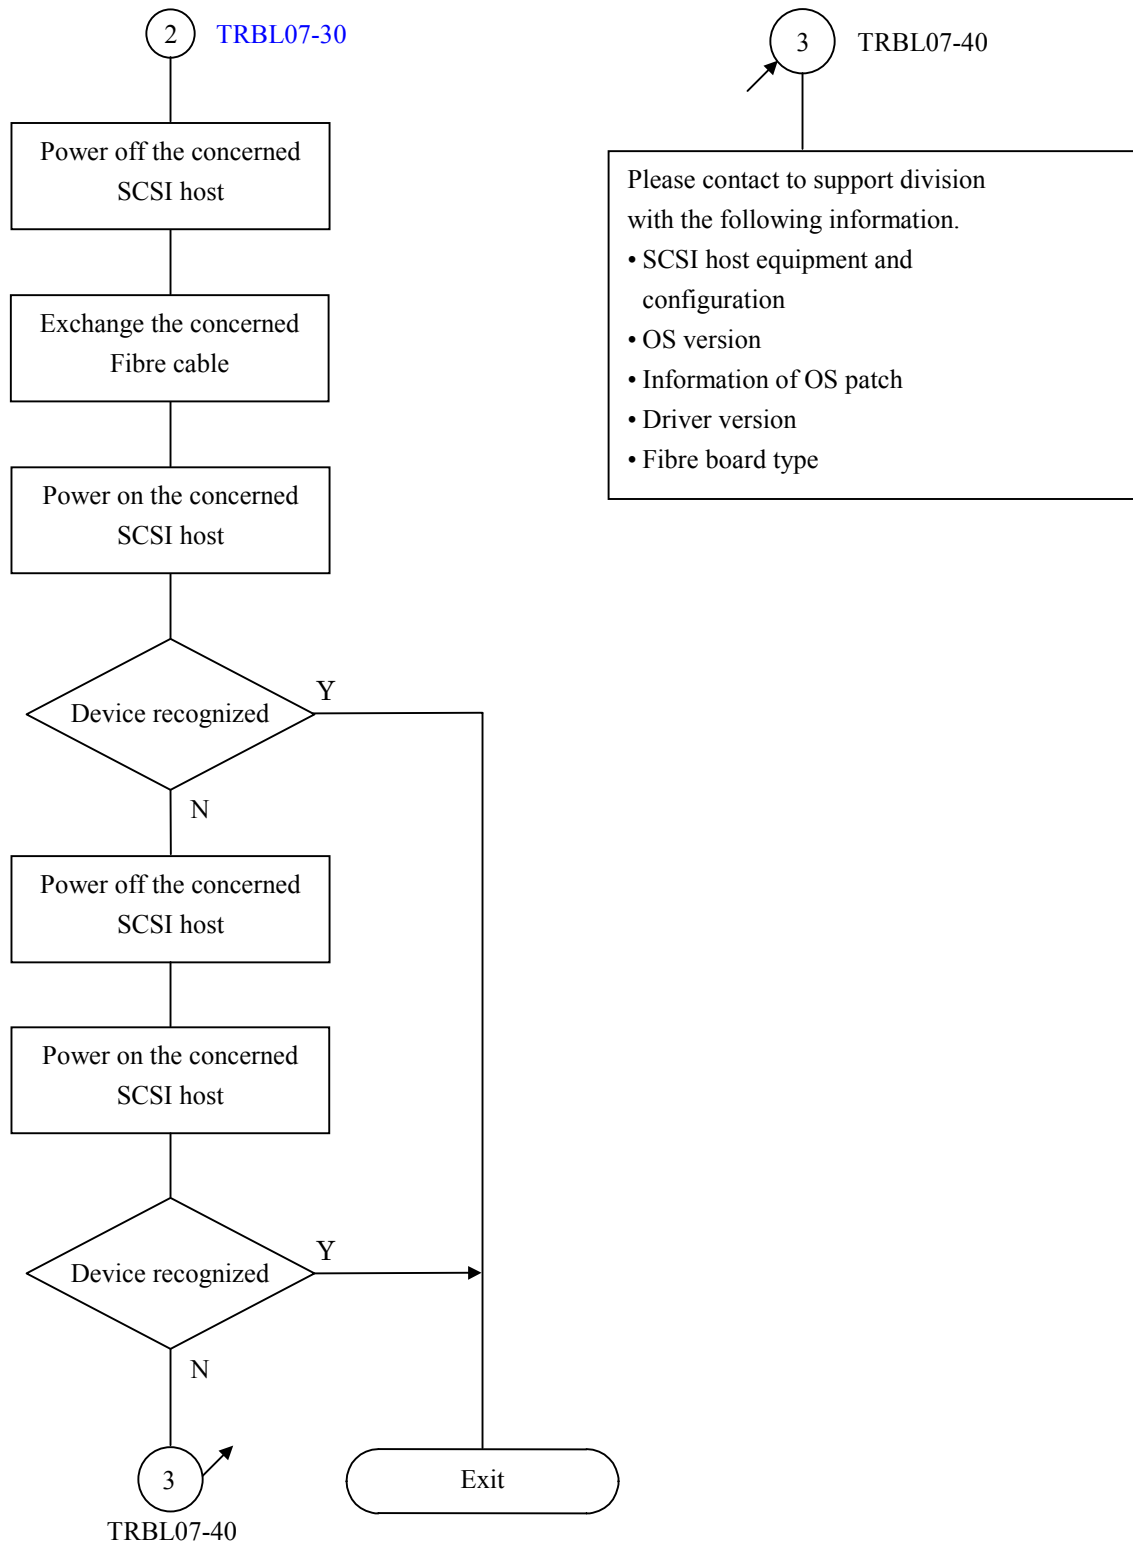 2
TRBL07-30
Power off the concerned
SCSI host
Exchange the concerned
Fibre cable
Power on the concerned
SCSI host
Device recognized
Y
N
Power off the concerned
SCSI host
Power on the concerned
SCSI host
Device recognized
Y
N
3
TRBL07-40
Exit
3
TRBL07-40
Please contact to support division
with the following information.
• SCSI host equipment and
configuration
• OS version
• Information of OS patch
• Driver version
• Fibre board type